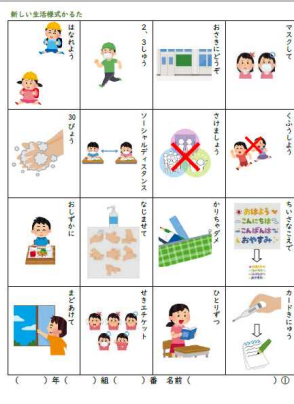 新しい生活様式かるた
マスクして
おさきにどうぞ
2、3しゅう
はなれよう
くふうしよう
さけましょう
ソーシャルディスタンス
30びょう
ちいさなこえで
おはよう
こんにちは
こんばんは
おやすみ
かりちゃダメ
なじませて
おしずかに
カードきにゅう
ひとりずつ
せきエチケット
まどあけて
(　　)年(　　)組(　　)番　名前(　　　　)①